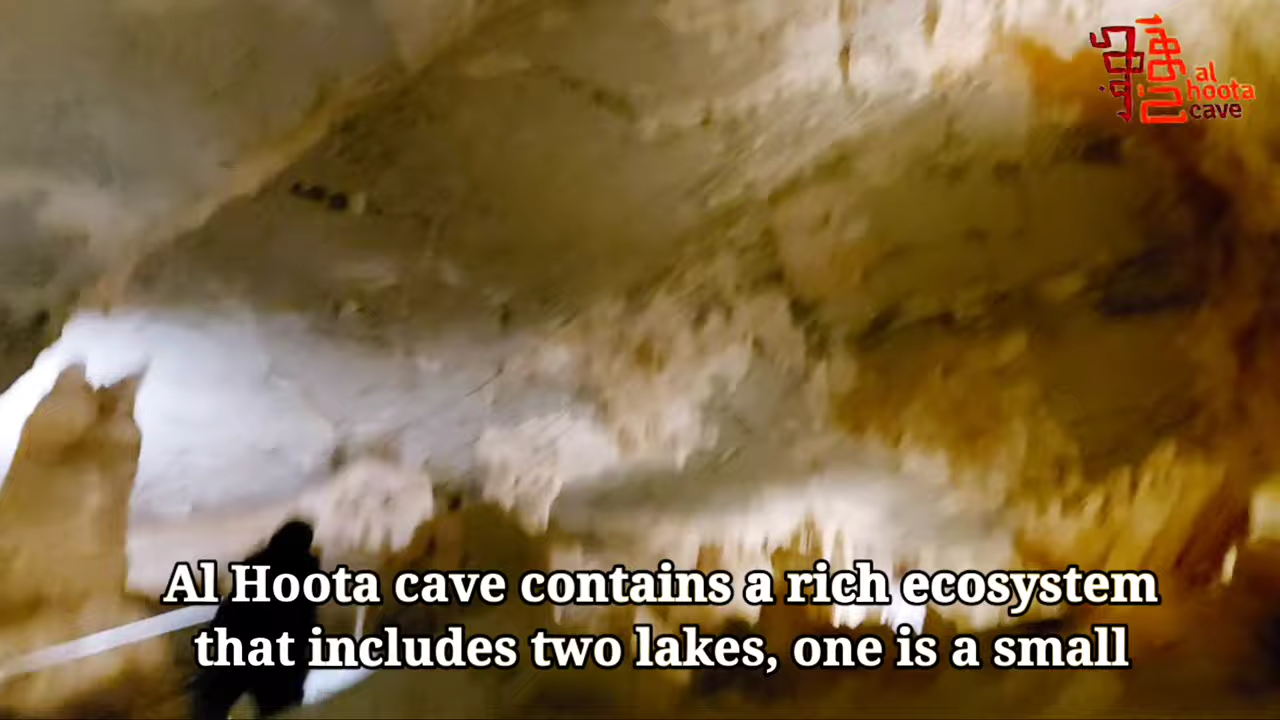 al
hoota
cave
Al Hoota cave contains a rich ecosystem
that includes two lakes, one is a small